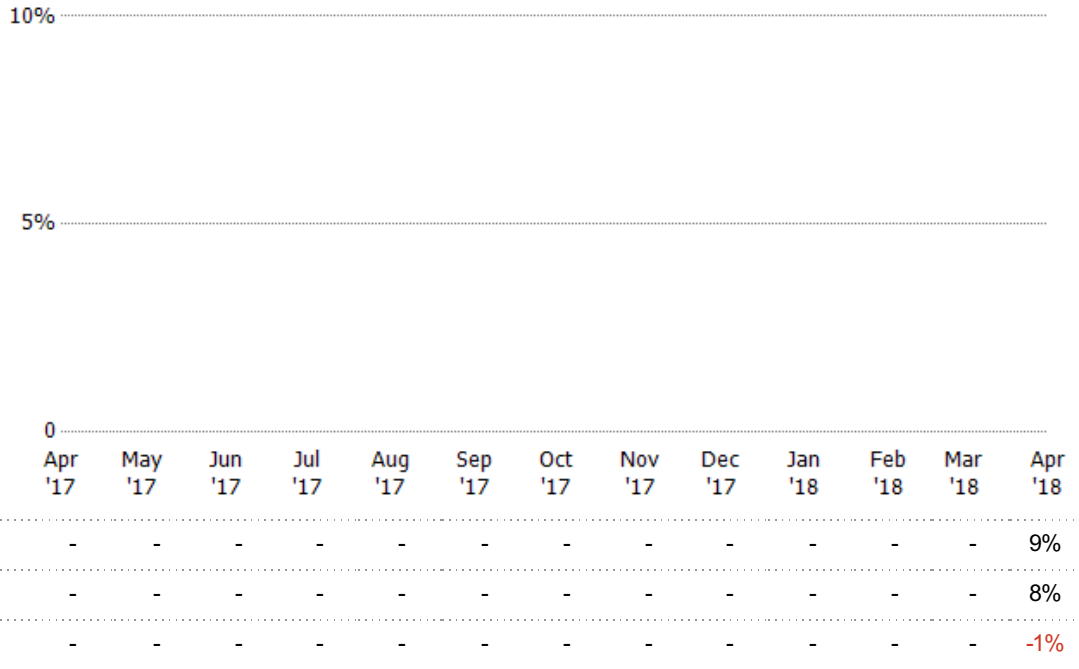 10%
5%
0
Apr May Jun Jul Aug Sep Oct Nov Dec Jan Feb Mar Apr
'17 '17 '17 '17 '17 '17 '17 '17 '17 '18 '18 '18 '18
- - - - - - - - - - - - 9%
- - - - - - - - - - - - 8%
- - - - - - - - - - - - -1%